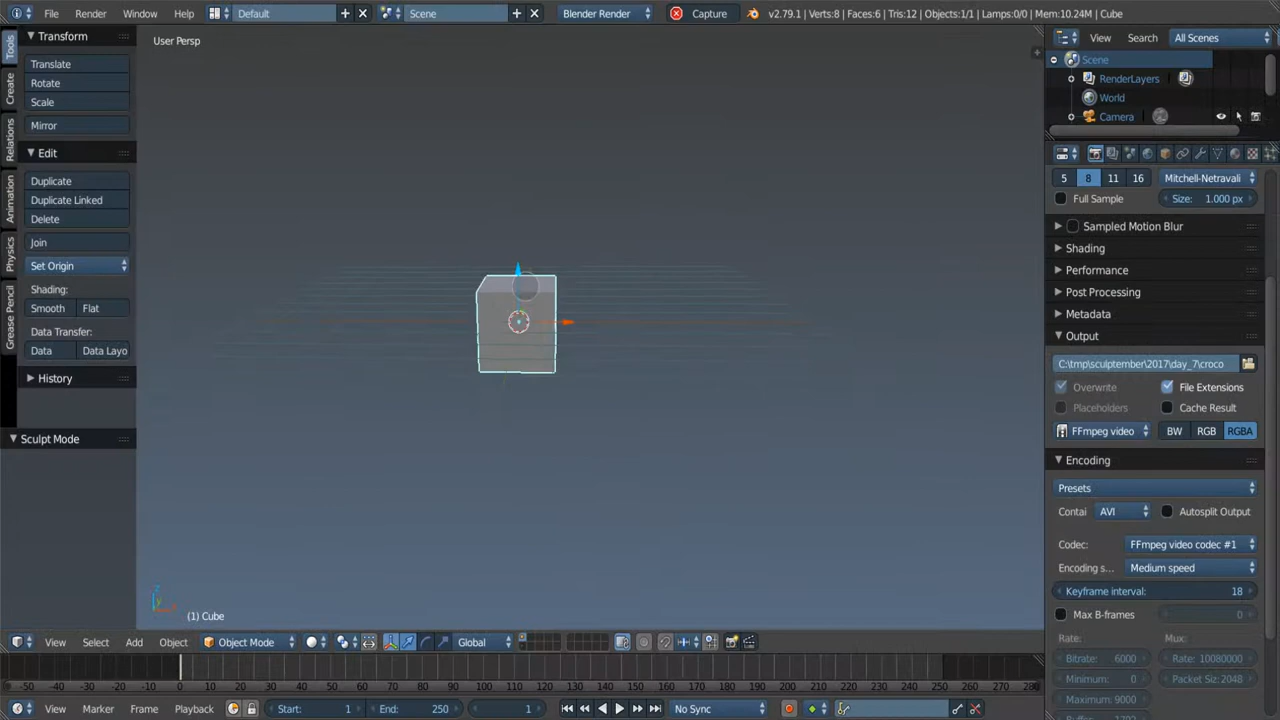 File Render Window Help Default Scene Blender Render Capture v2.79.1 | Verts:8 | Faces:6 | Tris:12 | Objects:1/1 | Lamps:0/0 | Mem:10.24M | Cube
Tools
Create
Relations
Animation
Physics
Grease Pencil
Transform
Translate
Rotate
Scale
Mirror
Edit
Duplicate
Duplicate Linked
Delete
Join
Set Origin
Shading:
Smooth Flat
Data Transfer:
Data Data Layo
History
Sculpt Mode
User Persp
(1) Cube
View Search All Scenes
Scene
RenderLayers
World
Camera
5 8 11 16 Mitchell-Netravali
Full Sample Size: 1.000 px
Sampled Motion Blur
Shading
Performance
Post Processing
Metadata
Output
C:\tmp\sculptember\2017\day_7\croco
Overwrite File Extensions
Placeholders Cache Result
FFmpeg video BW RGB RGBA
Encoding
Presets
Contai AVI Autosplit Output
Codec: FFmpeg video codec #1
Encoding s... Medium speed
Keyframe interval: 18
Max B-frames 0
Rate: Mux:
Bitrate: 6000 Rate: 10080000
Minimum: 0 Packet Siz: 2048
Maximum: 9000
View Select Add Object Object Mode Global
-50 -40 -30 -20 -10 0 10 20 30 40 50 60 70 80 90 100 110 120 130 140 150 160 170 180 190 200 210 220 230 240 250 260 270 280
View Marker Frame Playback Start: 1 End: 250 1 No Sync